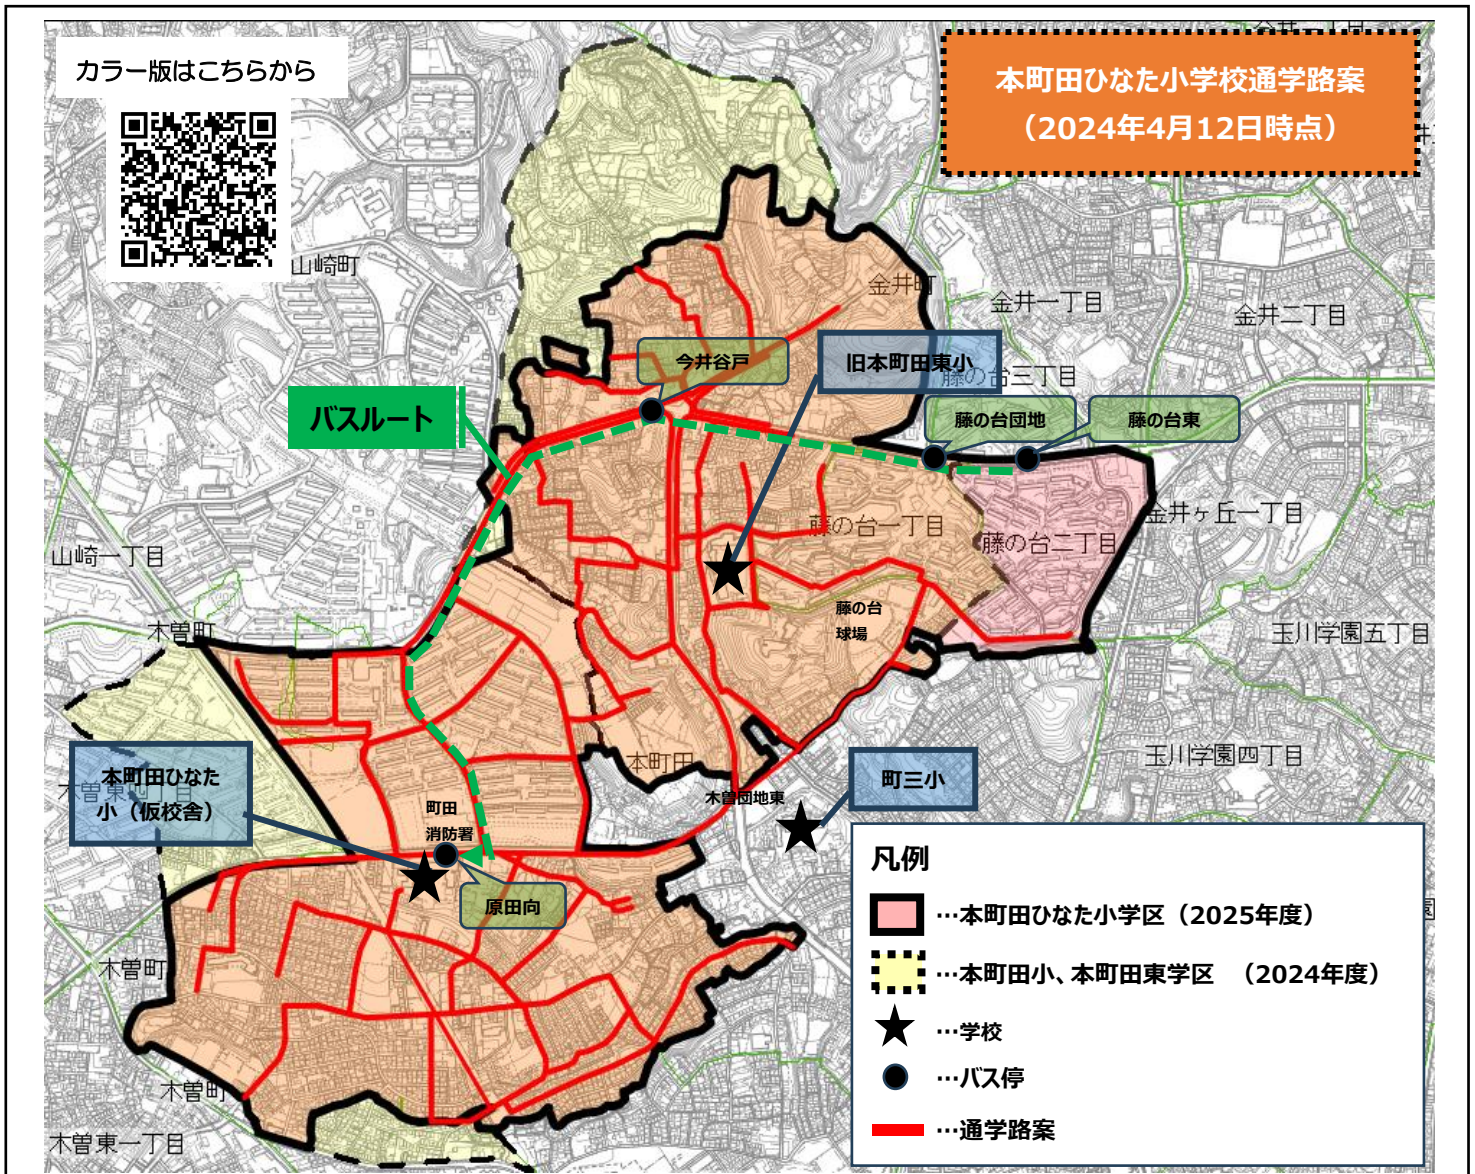 カラー版はこちらから
本町田ひなた小学校通学路案
（2024年4月12日時点）
山崎町
金井町
金井一丁目
金井二丁目
今井谷戸
旧本町田東小
藤の台三丁目
バスルート
藤の台団地
藤の台東
藤の台一丁目
藤の台二丁目
金井ヶ丘一丁目
山崎一丁目
藤の台
球場
木曽町
玉川学園五丁目
本町田
玉川学園四丁目
本町田ひなた
小（仮校舎）
町三小
木曽団地東
町田
消防署
原田向
木曽町
木曽町
木曽東一丁目
凡例
…本町田ひなた小学区（2025年度）
…本町田小、本町田東学区　（2024年度）
…学校
…バス停
…通学路案